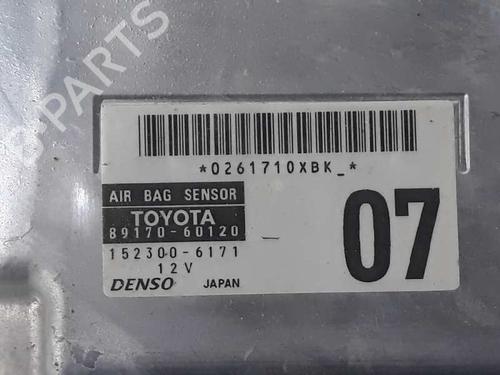 B-PARTS
*0261710XBK_*
AIR BAG SENSOR
TOYOTA
89170-60120
152300-6171
12V
DENSO JAPAN
07